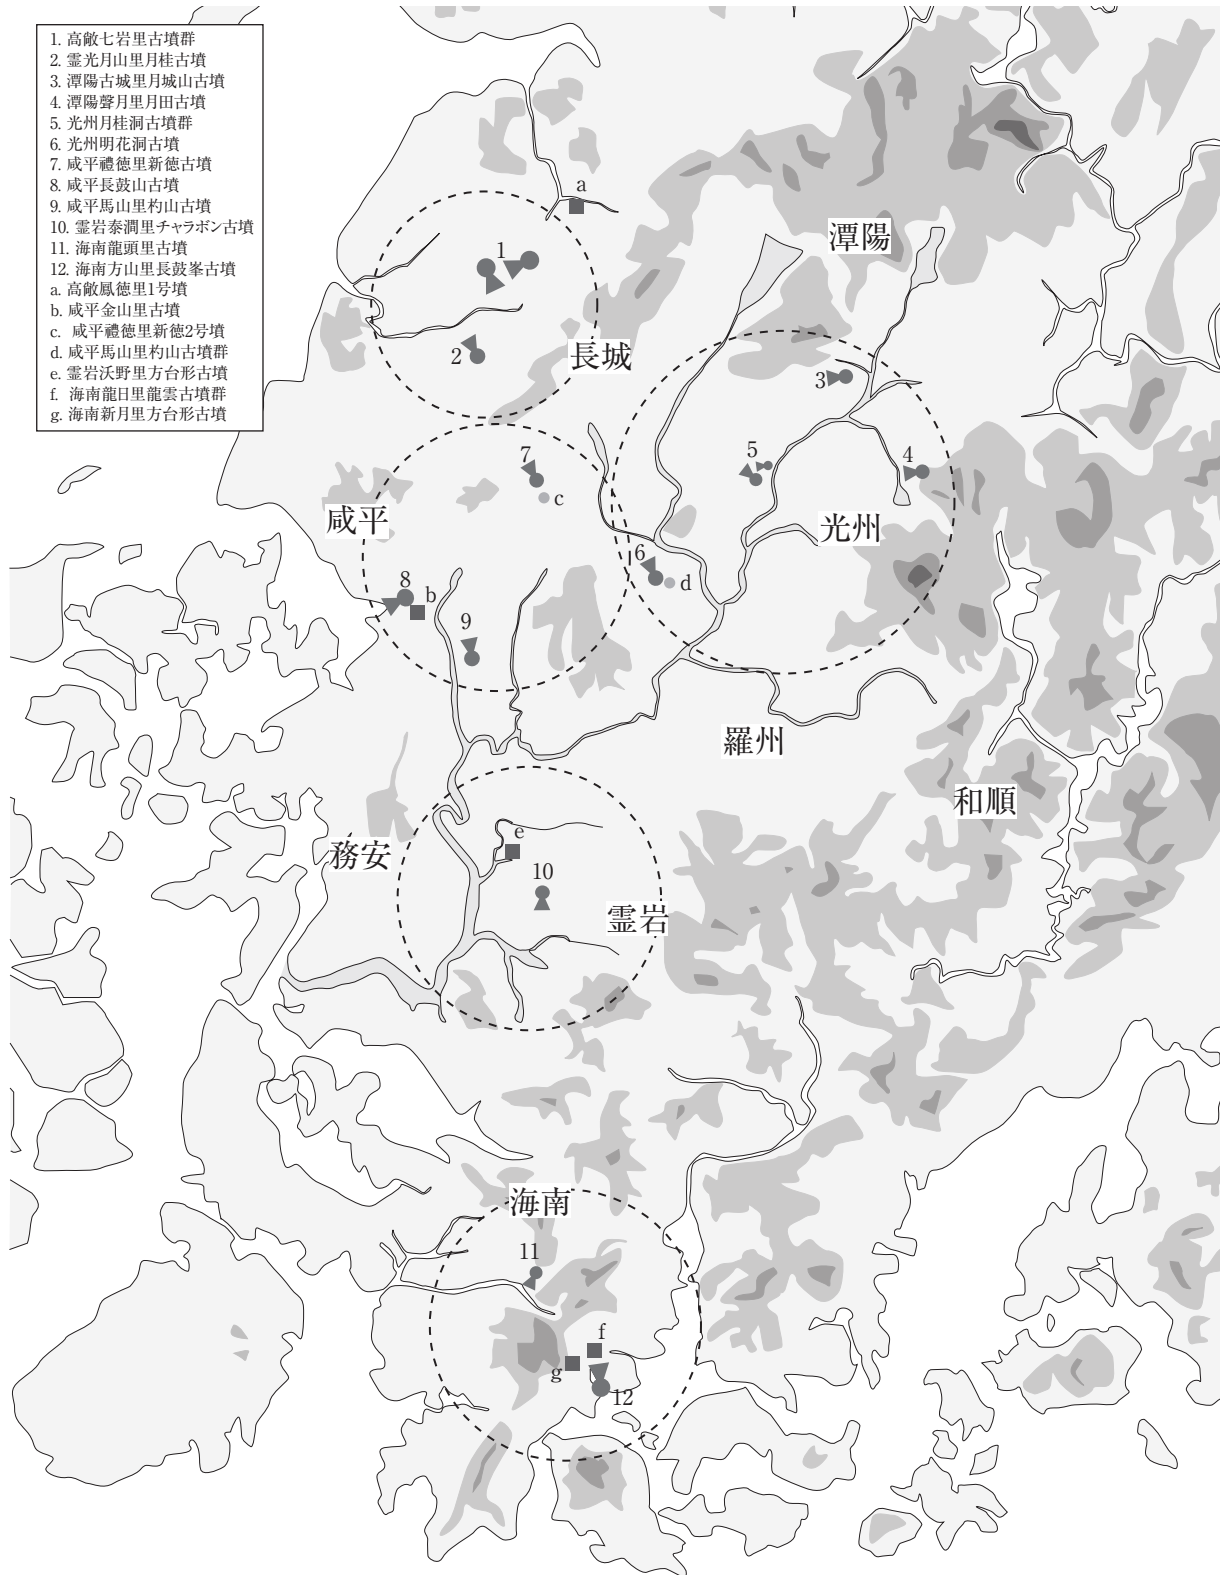 1. 高敞七岩里古墳群
2. 霊光月山里月桂古墳
3. 潭陽古城里月城山古墳
4. 潭陽聲月里月田古墳
5. 光州月桂洞古墳群
6. 光州明花洞古墳
7. 咸平禮徳里新徳古墳
8. 咸平長鼓山古墳
9. 咸平馬山里杓山古墳
10. 霊岩泰澗里チャラボン古墳
11. 海南龍頭里古墳
12. 海南方山里長鼓峯古墳
a. 高敞鳳徳里1号墳
b. 咸平金山里古墳
c. 咸平禮徳里新徳2号墳
d. 咸平馬山里杓山古墳群
e. 霊岩沃野里方台形古墳
f. 海南龍日里龍雲古墳群
g. 海南新月里方台形古墳
a
潭陽
1
2
長城
3
7
5
4
c
咸平
光州
6
d
8
b
9
羅州
和順
e
務安
10
霊岩
海南
11
f
g
12